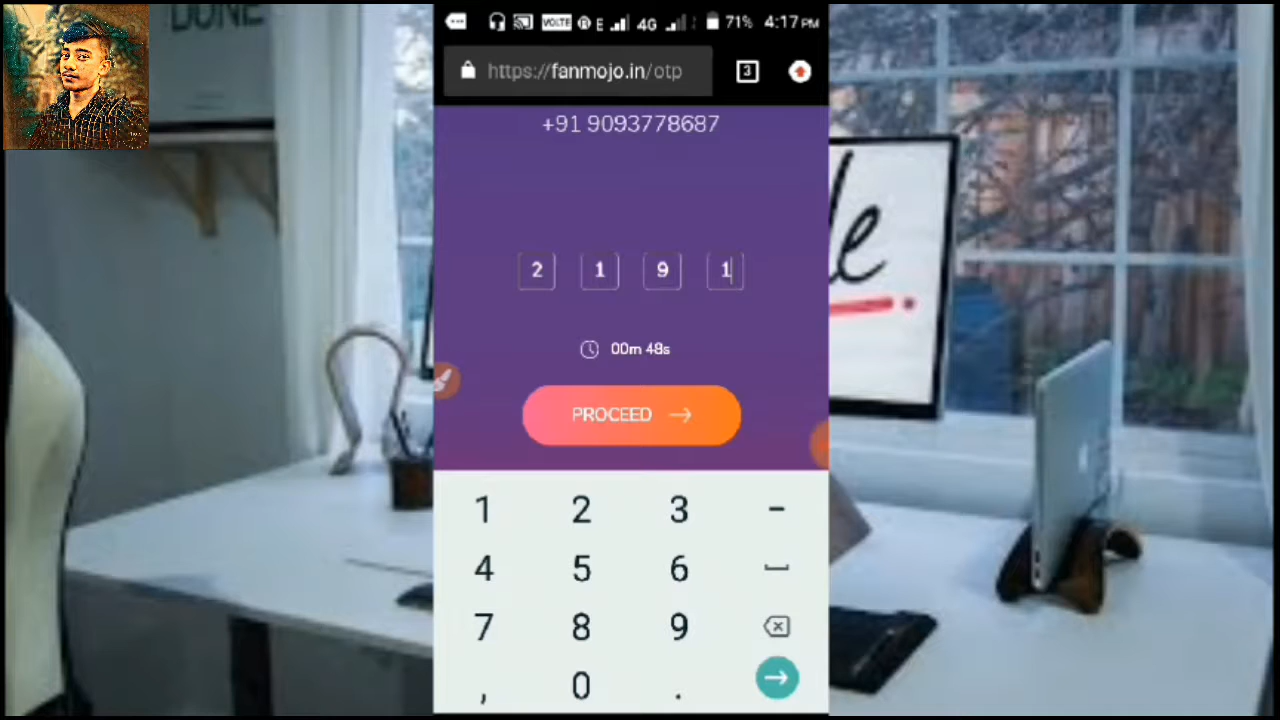 DONE
VOLTE R E 4G 71% 4:17 PM
https://fanmojo.in/otp 3
+91 9093778687
2 1 9 1
00m 48s
PROCEED →
1 2 3 -
4 5 6
7 8 9
, 0 .